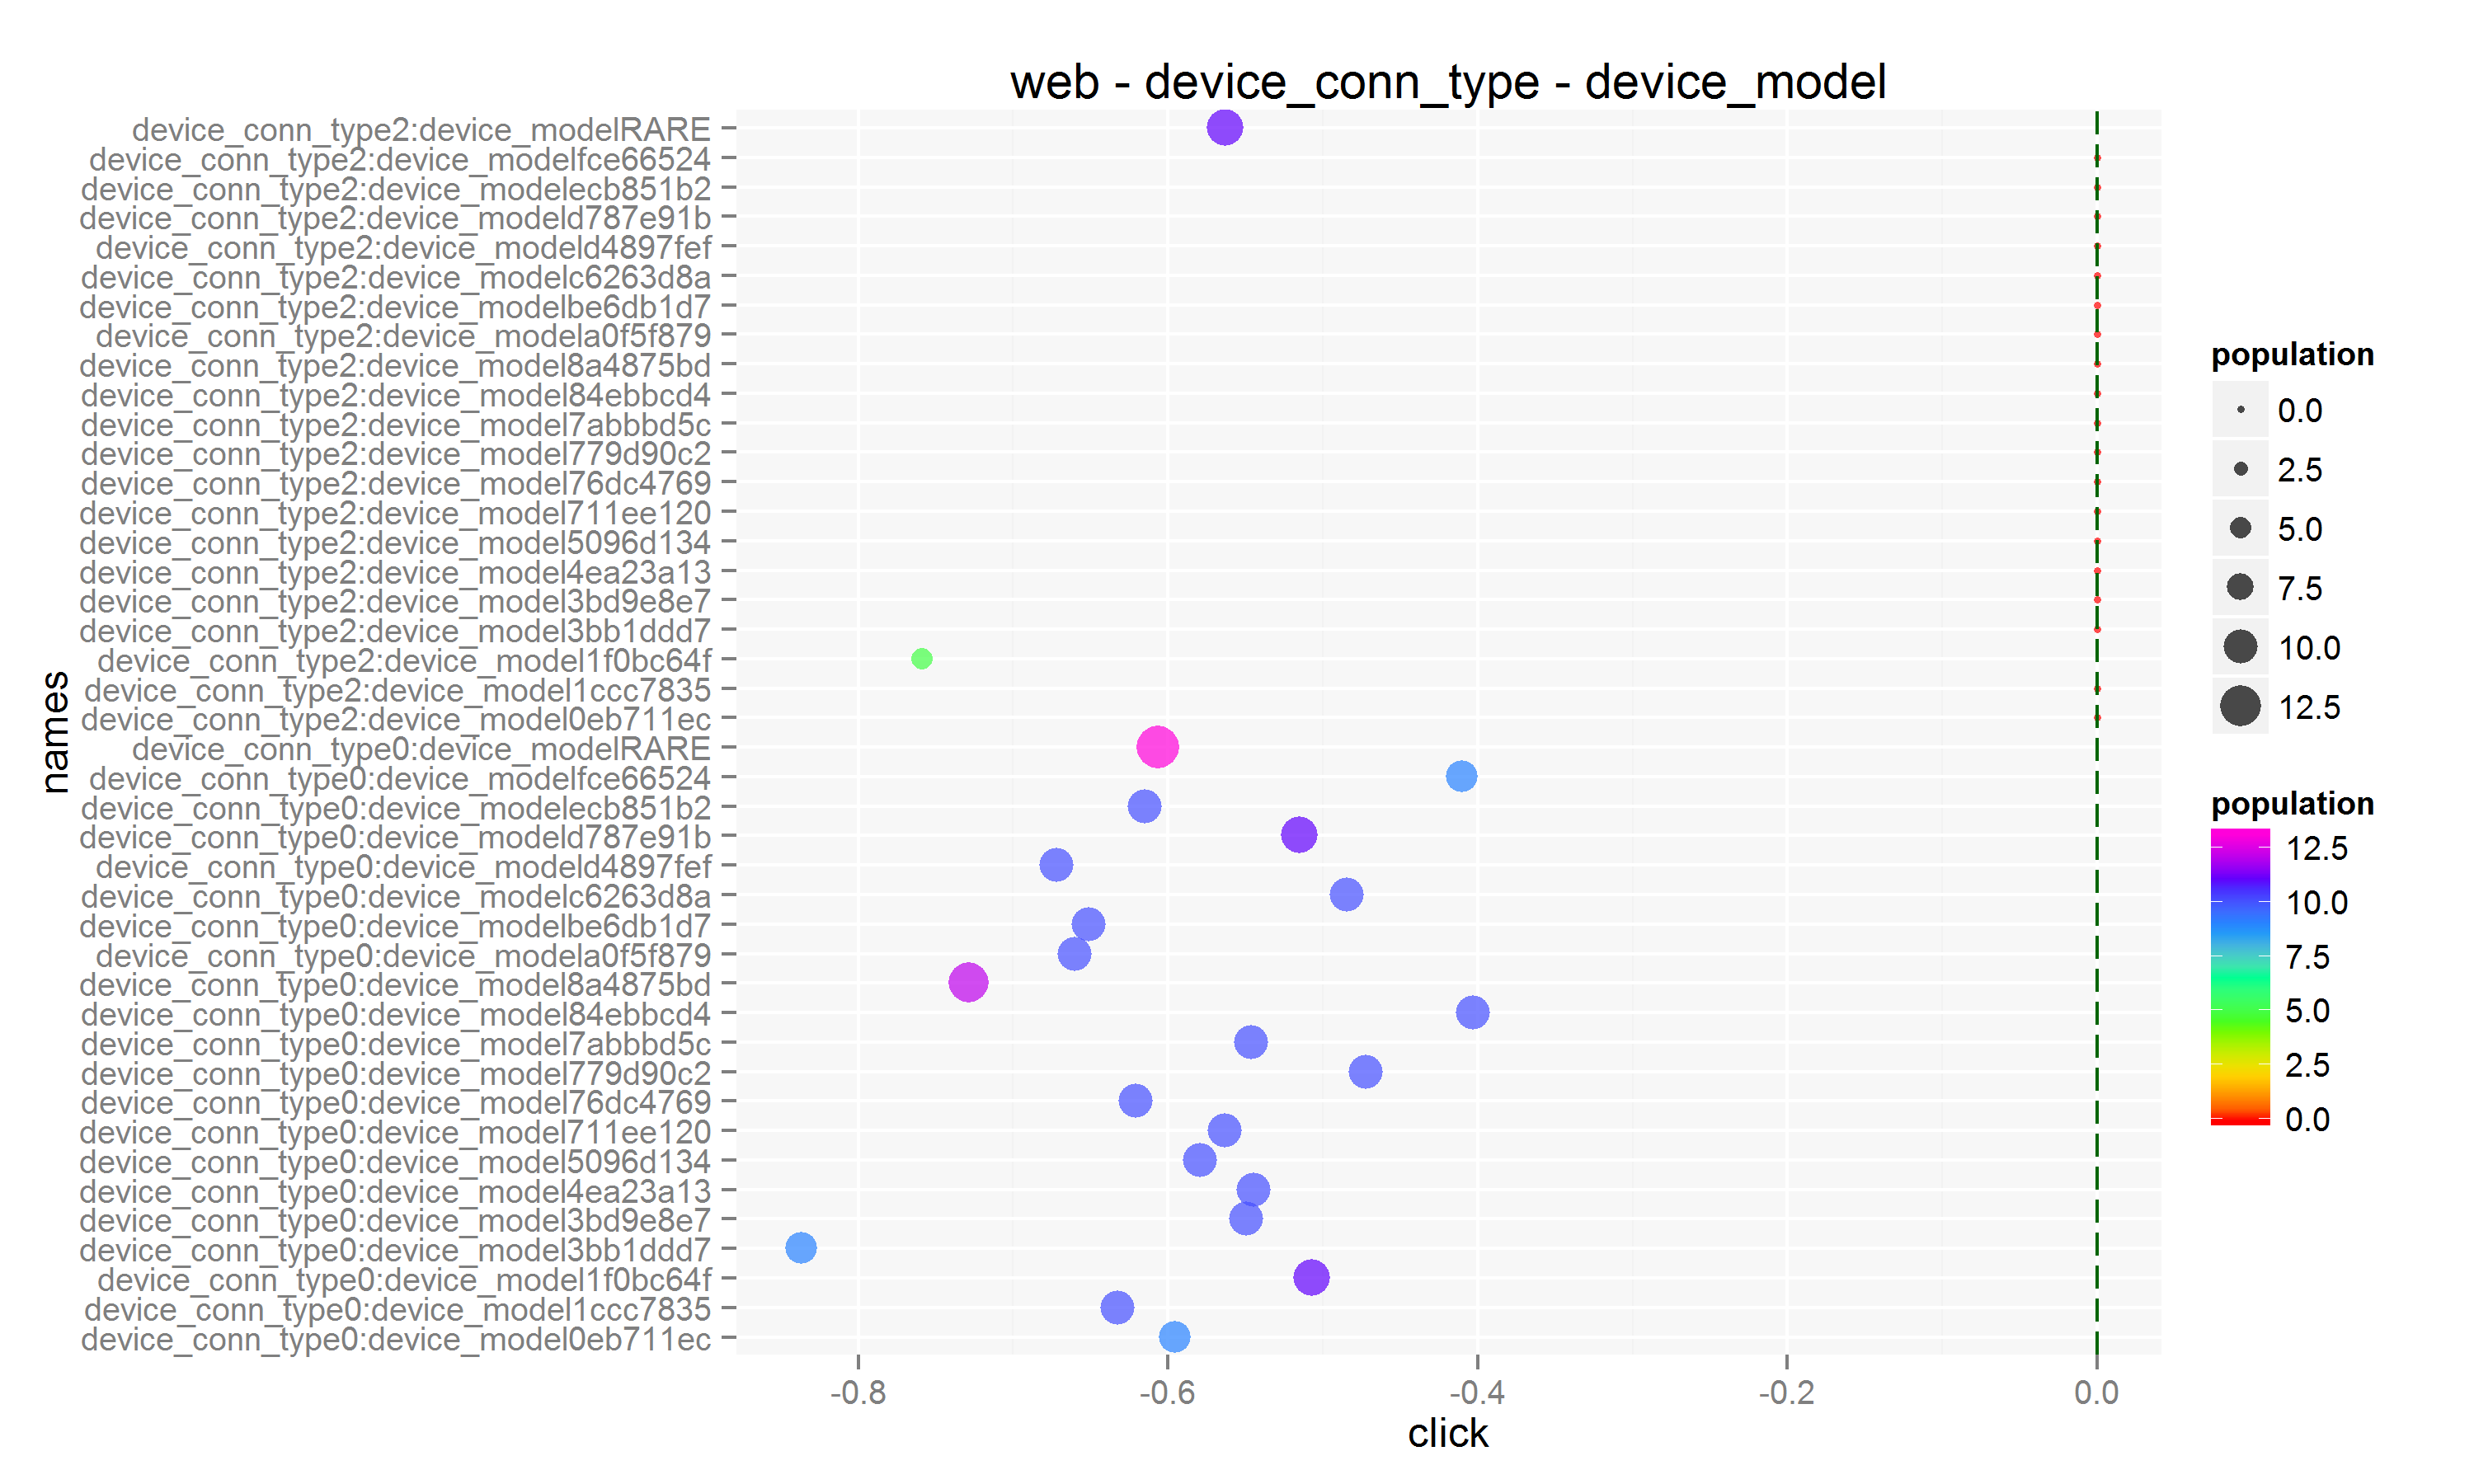 web - device_conn_type - device_model
device_conn_type2:device_modelRARE
device_conn_type2:device_modelfce66524
device_conn_type2:device_modelecb851b2
device_conn_type2:device_modeld787e91b
device_conn_type2:device_modeld4897fef
device_conn_type2:device_modelc6263d8a
device_conn_type2:device_modelbe6db1d7
device_conn_type2:device_modela0f5f879
device_conn_type2:device_model8a4875bd
device_conn_type2:device_model84ebbcd4
device_conn_type2:device_model7abbbd5c
device_conn_type2:device_model779d90c2
device_conn_type2:device_model76dc4769
device_conn_type2:device_model711ee120
device_conn_type2:device_model5096d134
device_conn_type2:device_model4ea23a13
device_conn_type2:device_model3bd9e8e7
device_conn_type2:device_model3bb1ddd7
device_conn_type2:device_model1f0bc64f
device_conn_type2:device_model1ccc7835
device_conn_type2:device_model0eb711ec
device_conn_type0:device_modelRARE
device_conn_type0:device_modelfce66524
device_conn_type0:device_modelecb851b2
device_conn_type0:device_modeld787e91b
device_conn_type0:device_modeld4897fef
device_conn_type0:device_modelc6263d8a
device_conn_type0:device_modelbe6db1d7
device_conn_type0:device_modela0f5f879
device_conn_type0:device_model8a4875bd
device_conn_type0:device_model84ebbcd4
device_conn_type0:device_model7abbbd5c
device_conn_type0:device_model779d90c2
device_conn_type0:device_model76dc4769
device_conn_type0:device_model711ee120
device_conn_type0:device_model5096d134
device_conn_type0:device_model4ea23a13
device_conn_type0:device_model3bd9e8e7
device_conn_type0:device_model3bb1ddd7
device_conn_type0:device_model1f0bc64f
device_conn_type0:device_model1ccc7835
device_conn_type0:device_model0eb711ec
names
-0.8 -0.6 -0.4 -0.2 0.0
click
population
0.0
2.5
5.0
7.5
10.0
12.5
population
12.5
10.0
7.5
5.0
2.5
0.0